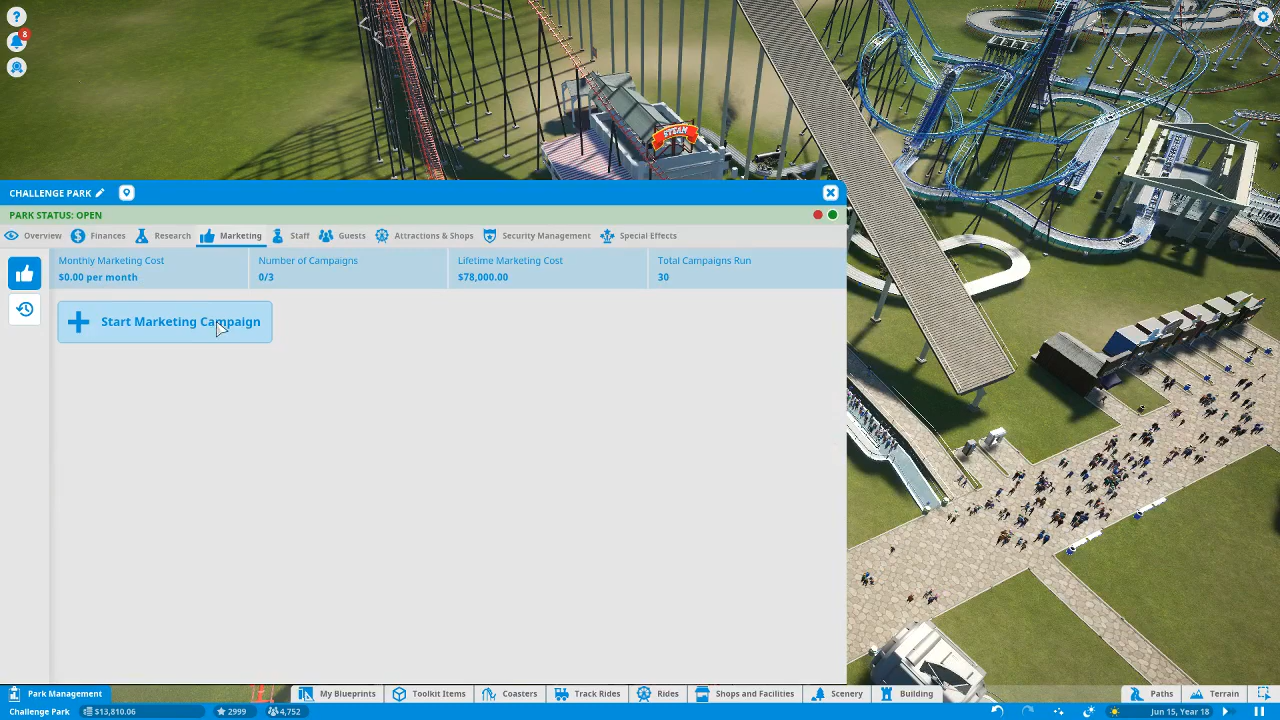 ?
8
STEAM
CHALLENGE PARK
PARK STATUS: OPEN
Overview Finances Research Marketing Staff Guests Attractions & Shops Security Management Special Effects
Monthly Marketing Cost Number of Campaigns Lifetime Marketing Cost Total Campaigns Run
$0.00 per month 0/3 $78,000.00 30
Start Marketing Campaign
Park Management My Blueprints Toolkit Items Coasters Track Rides Rides Shops and Facilities Scenery Building Paths Terrain
Challenge Park $13,810.06 2999 4,752 Jun 15, Year 18